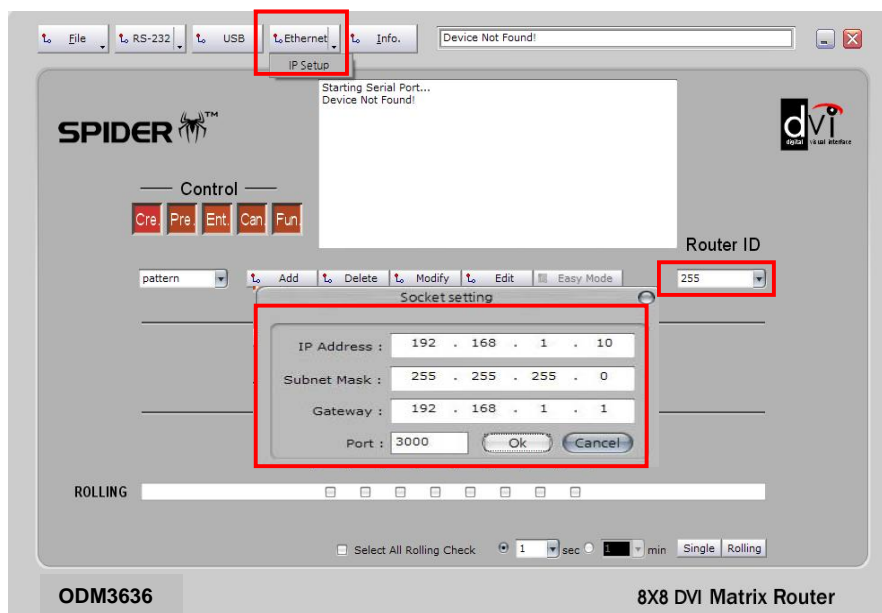 File RS-232 USB Ethernet Info. Device Not Found!
IP Setup
Starting Serial Port...
Device Not Found!
SPIDER™
dvi
digital visual interface
Control
Cre. Pre. Ent. Can. Fun.
Router ID
pattern Add Delete Modify Edit Easy Mode 255
Socket setting
IP Address : 192 . 168 . 1 . 10
Subnet Mask : 255 . 255 . 255 . 0
Gateway : 192 . 168 . 1 . 1
Port : 3000 Ok Cancel
ROLLING
Select All Rolling Check 1 sec 1 min Single Rolling
ODM3636 8X8 DVI Matrix Router